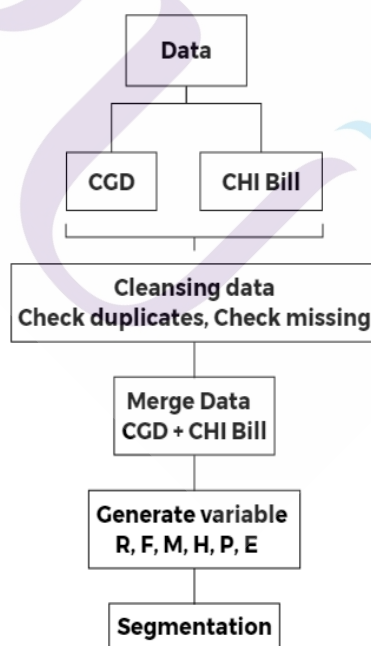 Data
CGD
CHI Bill
Cleansing data
Check duplicates, Check missing
Merge Data
CGD + CHI Bill
Generate variable
R, F, M, H, P, E
Segmentation